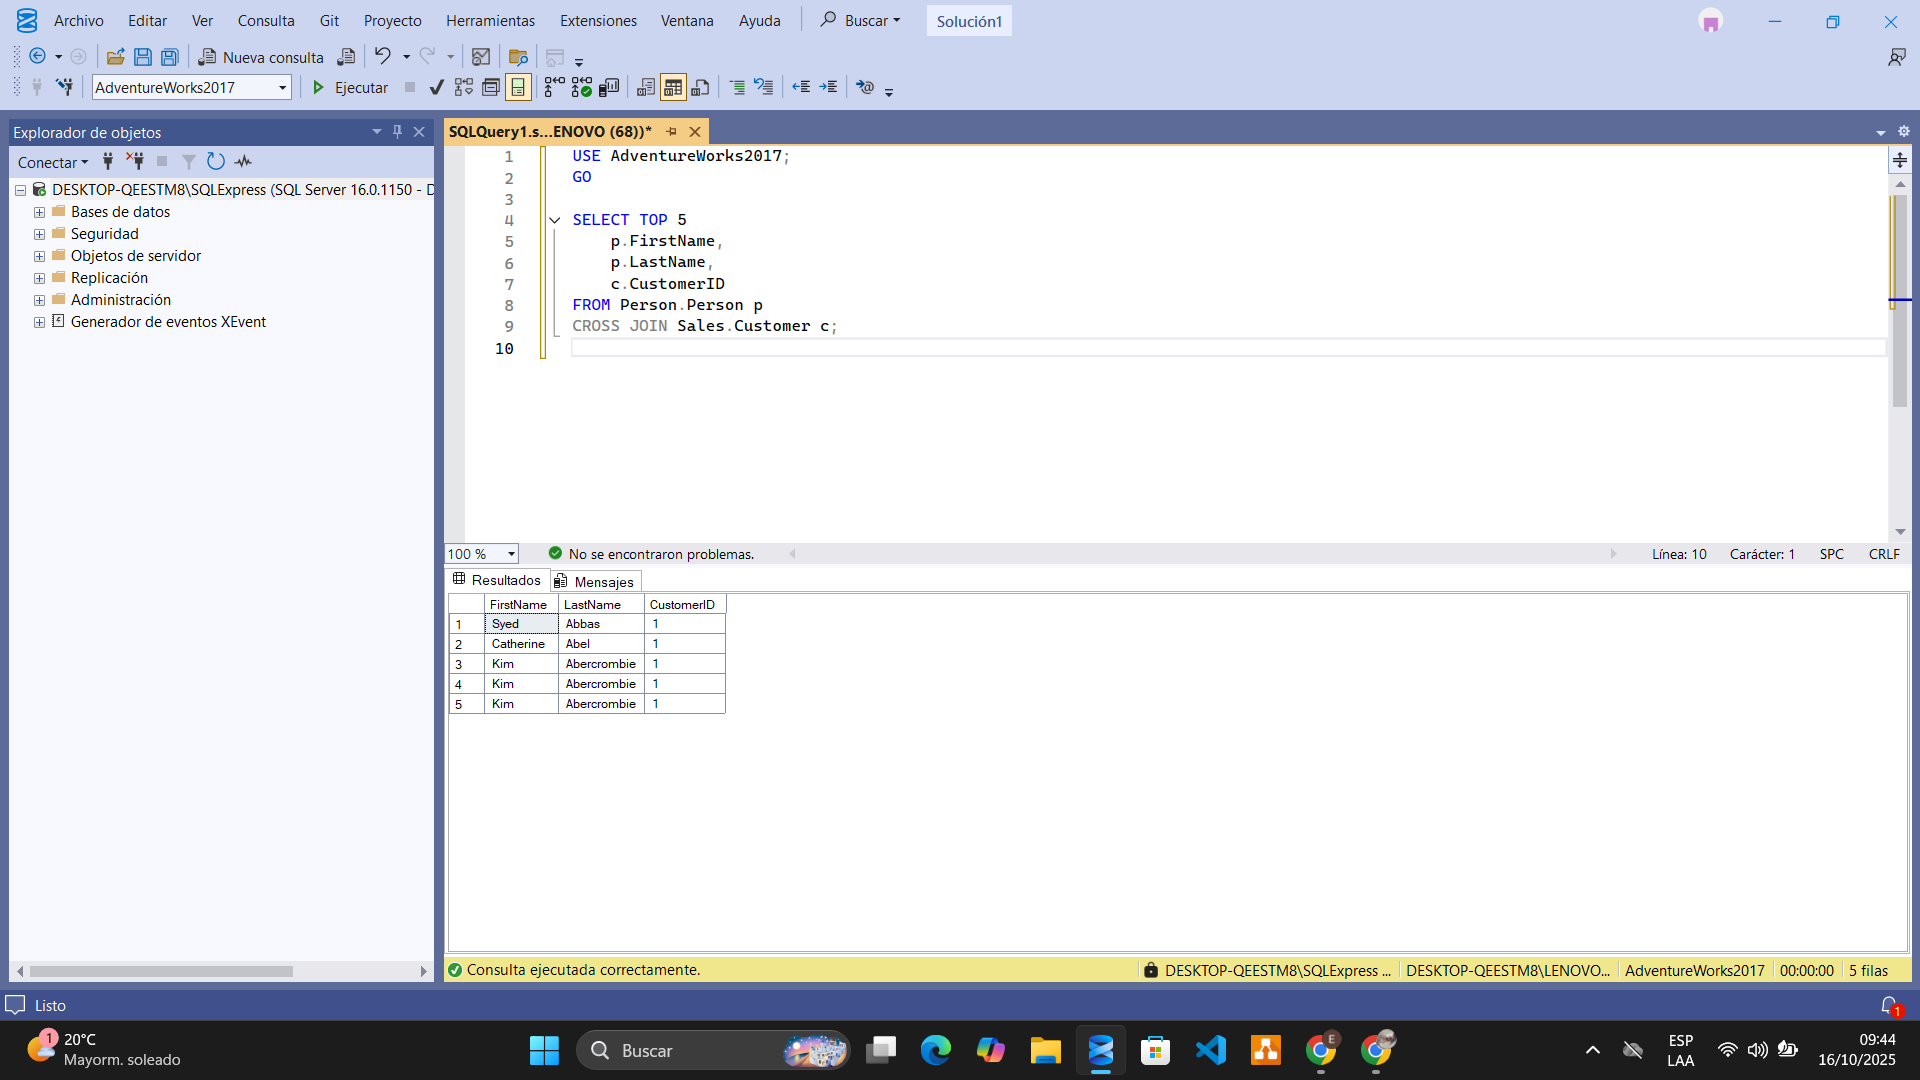 Archivo Editar Ver Consulta Git Proyecto Herramientas Extensiones Ventana Ayuda Buscar Solución1
Nueva consulta
AdventureWorks2017 Ejecutar
Explorador de objetos
Conectar
DESKTOP-QEESTM8\SQLExpress (SQL Server 16.0.1150 - D
Bases de datos
Seguridad
Objetos de servidor
Replicación
Administración
Generador de eventos XEvent
SQLQuery1.s...ENOVO (68))*
1 USE AdventureWorks2017;
2 GO
3
4 SELECT TOP 5
5 p.FirstName,
6 p.LastName,
7 c.CustomerID
8 FROM Person.Person p
9 CROSS JOIN Sales.Customer c;
10
100 % No se encontraron problemas. Línea: 10 Carácter: 1 SPC CRLF
Resultados Mensajes
FirstName LastName CustomerID
1 Syed Abbas 1
2 Catherine Abel 1
3 Kim Abercrombie 1
4 Kim Abercrombie 1
5 Kim Abercrombie 1
Consulta ejecutada correctamente. DESKTOP-QEESTM8\SQLExpress ... DESKTOP-QEESTM8\LENOVO... AdventureWorks2017 00:00:00 5 filas
Listo 1
1 20°C
Mayorm. soleado
Buscar
E
ESP
LAA
09:44
16/10/2025